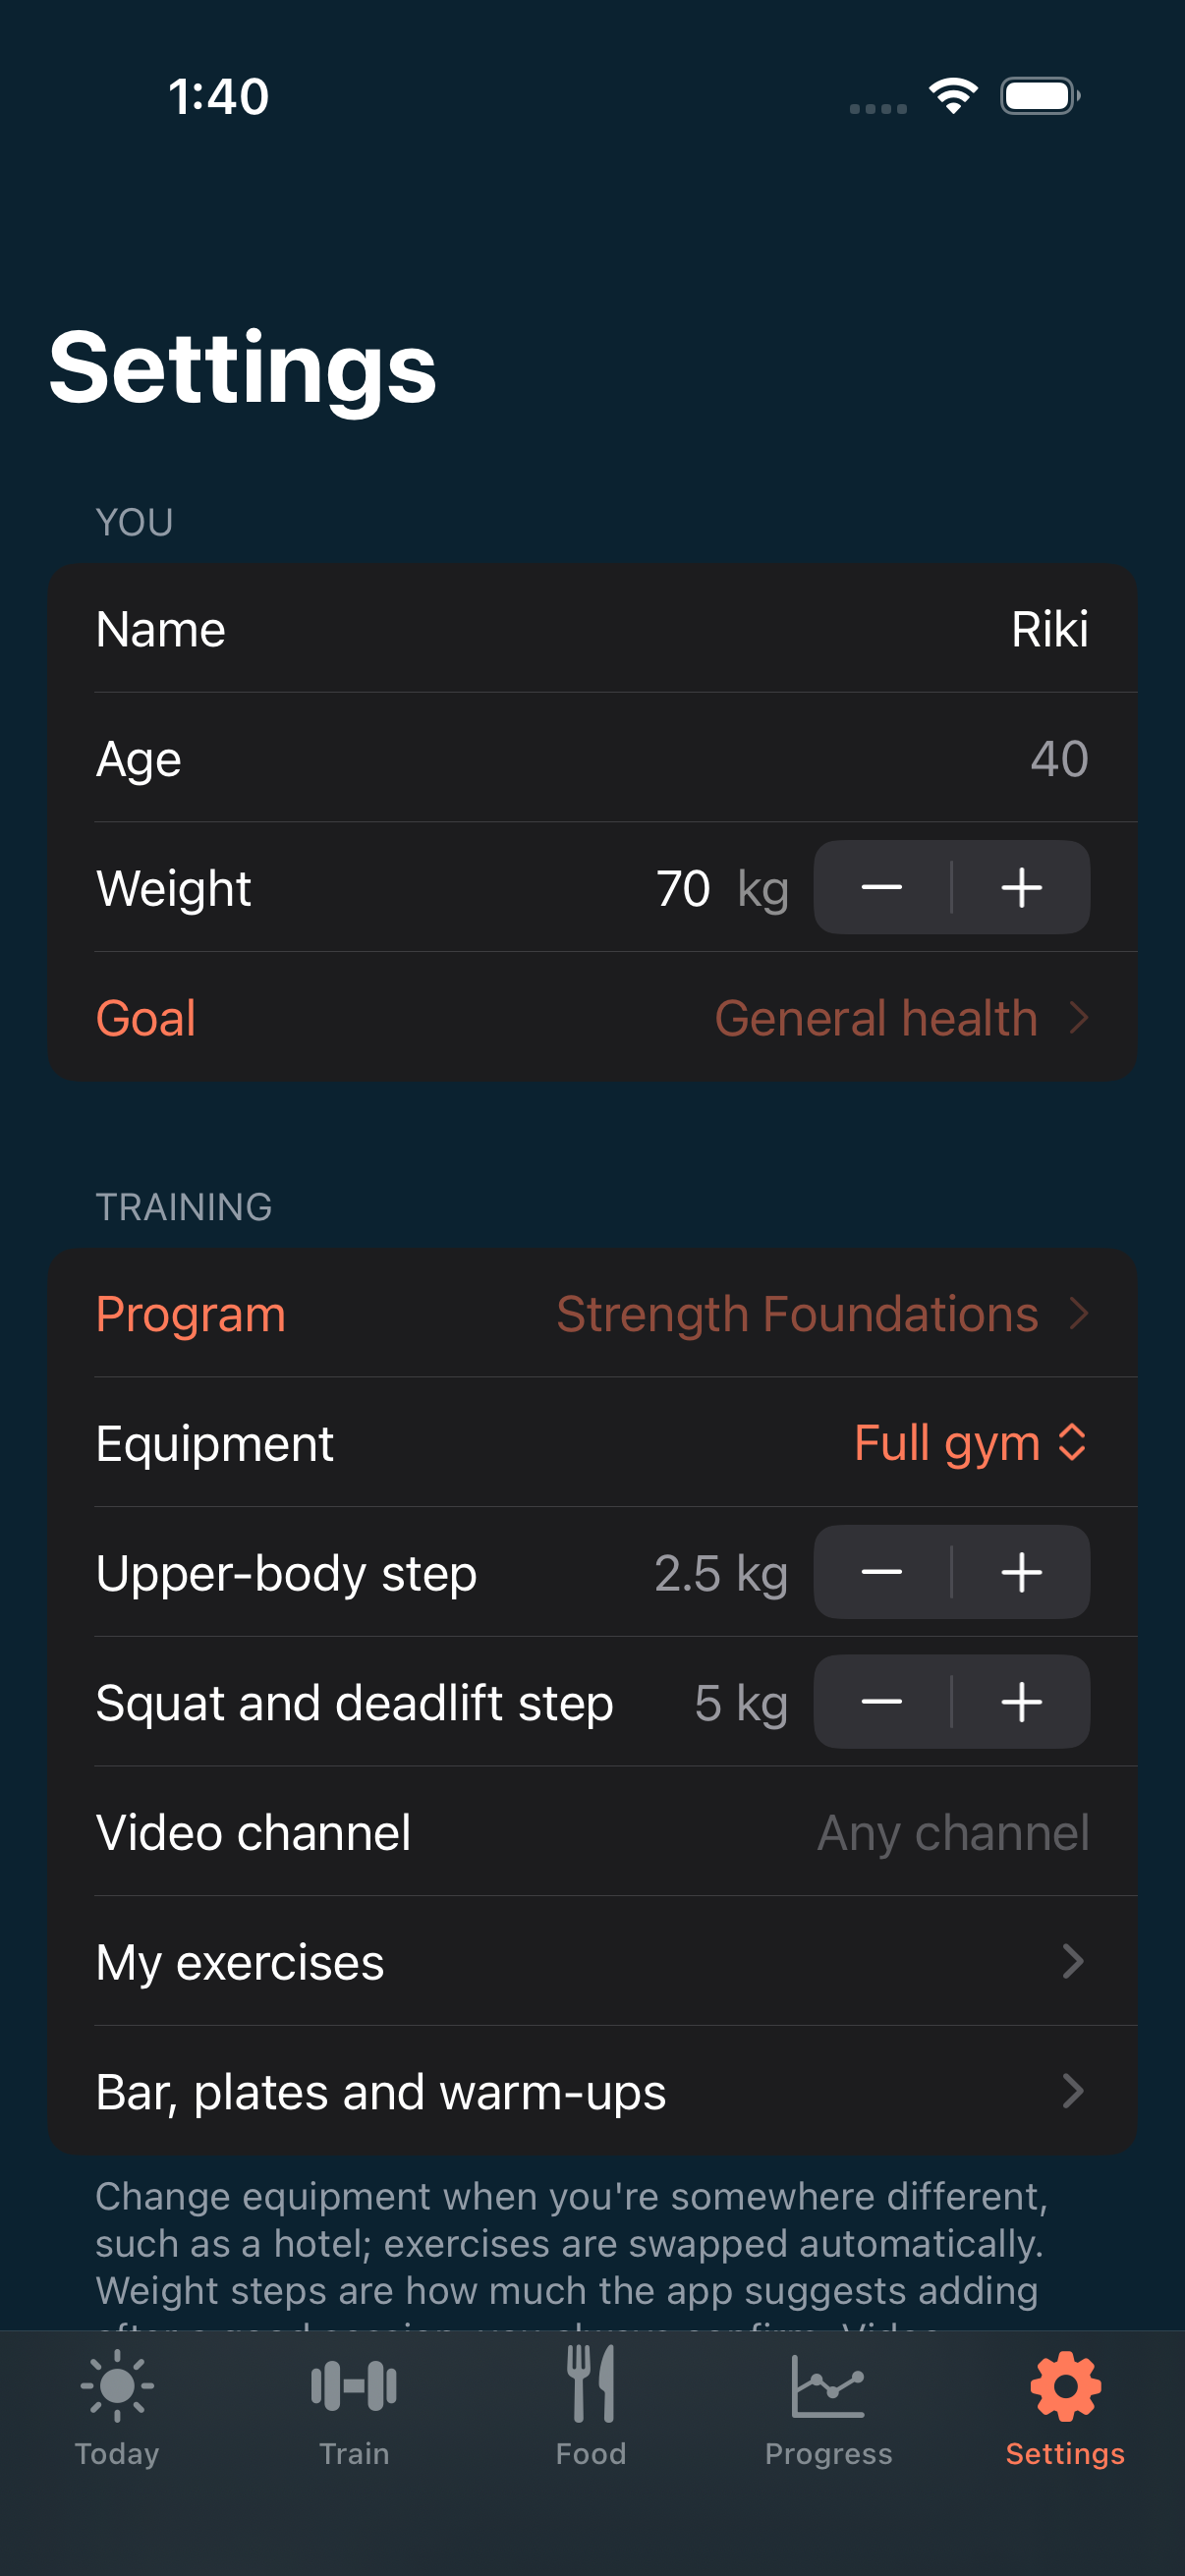 1:40
Settings
YOU
Name Riki
Age 40
Weight 70 kg
Goal General health
TRAINING
Program Strength Foundations
Equipment Full gym
Upper-body step 2.5 kg
Squat and deadlift step 5 kg
Video channel Any channel
My exercises
Bar, plates and warm-ups
Change equipment when you're somewhere different,
such as a hotel; exercises are swapped automatically.
Weight steps are how much the app suggests adding
Today Train Food Progress Settings